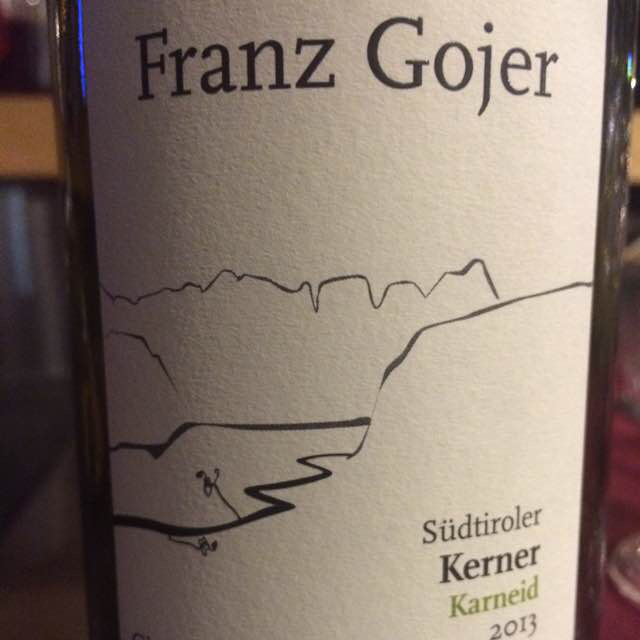 Franz Gojer
Südtiroler
Kerner
Karneid
2013